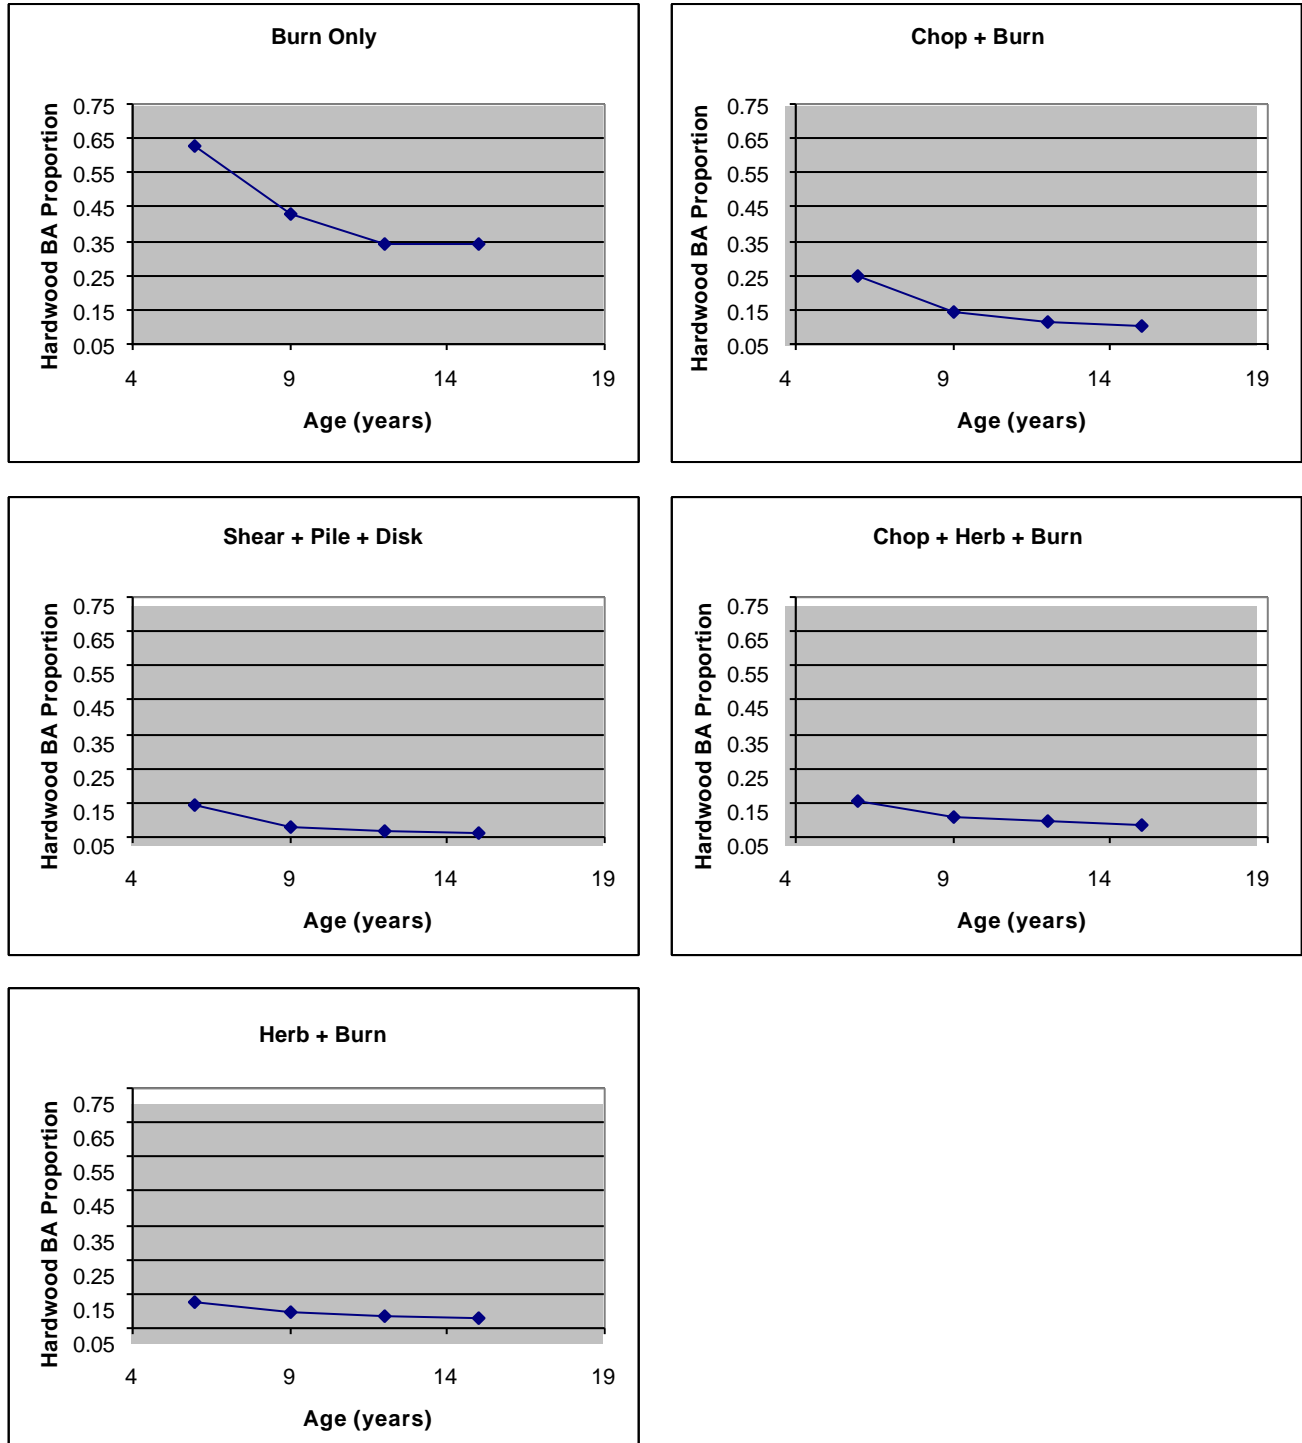 Burn Only
Hardwood BA Proportion
0.75
0.65
0.55
0.45
0.35
0.25
0.15
0.05
4 9 14 19
Age (years)
Chop + Burn
Hardwood BA Proportion
0.75
0.65
0.55
0.45
0.35
0.25
0.15
0.05
4 9 14 19
Age (years)
Shear + Pile + Disk
Hardwood BA Proportion
0.75
0.65
0.55
0.45
0.35
0.25
0.15
0.05
4 9 14 19
Age (years)
Chop + Herb + Burn
Hardwood BA Proportion
0.75
0.65
0.55
0.45
0.35
0.25
0.15
0.05
4 9 14 19
Age (years)
Herb + Burn
Hardwood BA Proportion
0.75
0.65
0.55
0.45
0.35
0.25
0.15
0.05
4 9 14 19
Age (years)